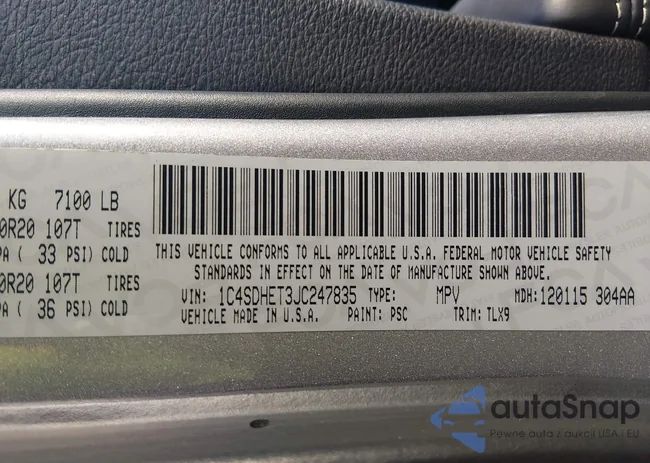 KG 7100 LB
0R20 107T TIRES
PA ( 33 PSI) COLD
0R20 107T TIRES
PA ( 36 PSI) COLD
THIS VEHICLE CONFORMS TO ALL APPLICABLE U.S.A. FEDERAL MOTOR VEHICLE SAFETY
STANDARDS IN EFFECT ON THE DATE OF MANUFACTURE SHOWN ABOVE.
VIN: 1C4SDHET3JC247835 TYPE: MPV MDH:120115 304AA
VEHICLE MADE IN U.S.A. PAINT: PSC TRIM: TLX9
autoSnap
Pewne auta z aukcji USA i EU